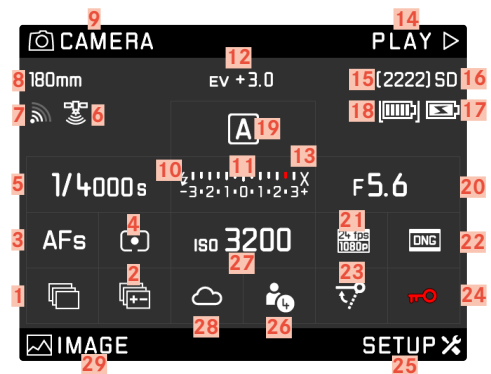 9 14
CAMERA PLAY
12
8 180mm EV +3.0 15 (2222) SD 16
7 6 18 17
A 19
10 11 13
5 1/4000s -3•2•1•0•1•2•3+ X F5.6 20
4 21
3 AFs ISO 3200 24 fps 1080P DNG 22
2 27 23
1 +- 4 24
28 26
IMAGE SETUP
29 25